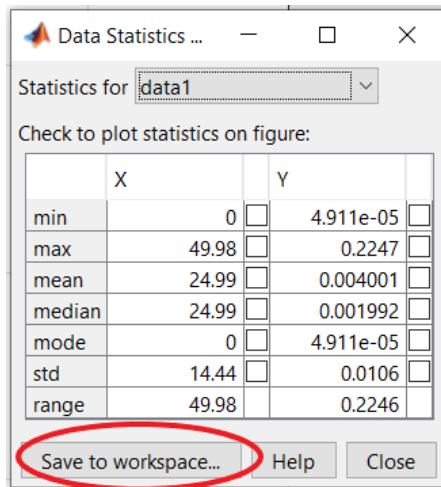 Data Statistics ...
Statistics for data1
Check to plot statistics on figure:
X Y
min 0 4.911e-05
max 49.98 0.2247
mean 24.99 0.004001
median 24.99 0.001992
mode 0 4.911e-05
std 14.44 0.0106
range 49.98 0.2246
Save to workspace... Help Close